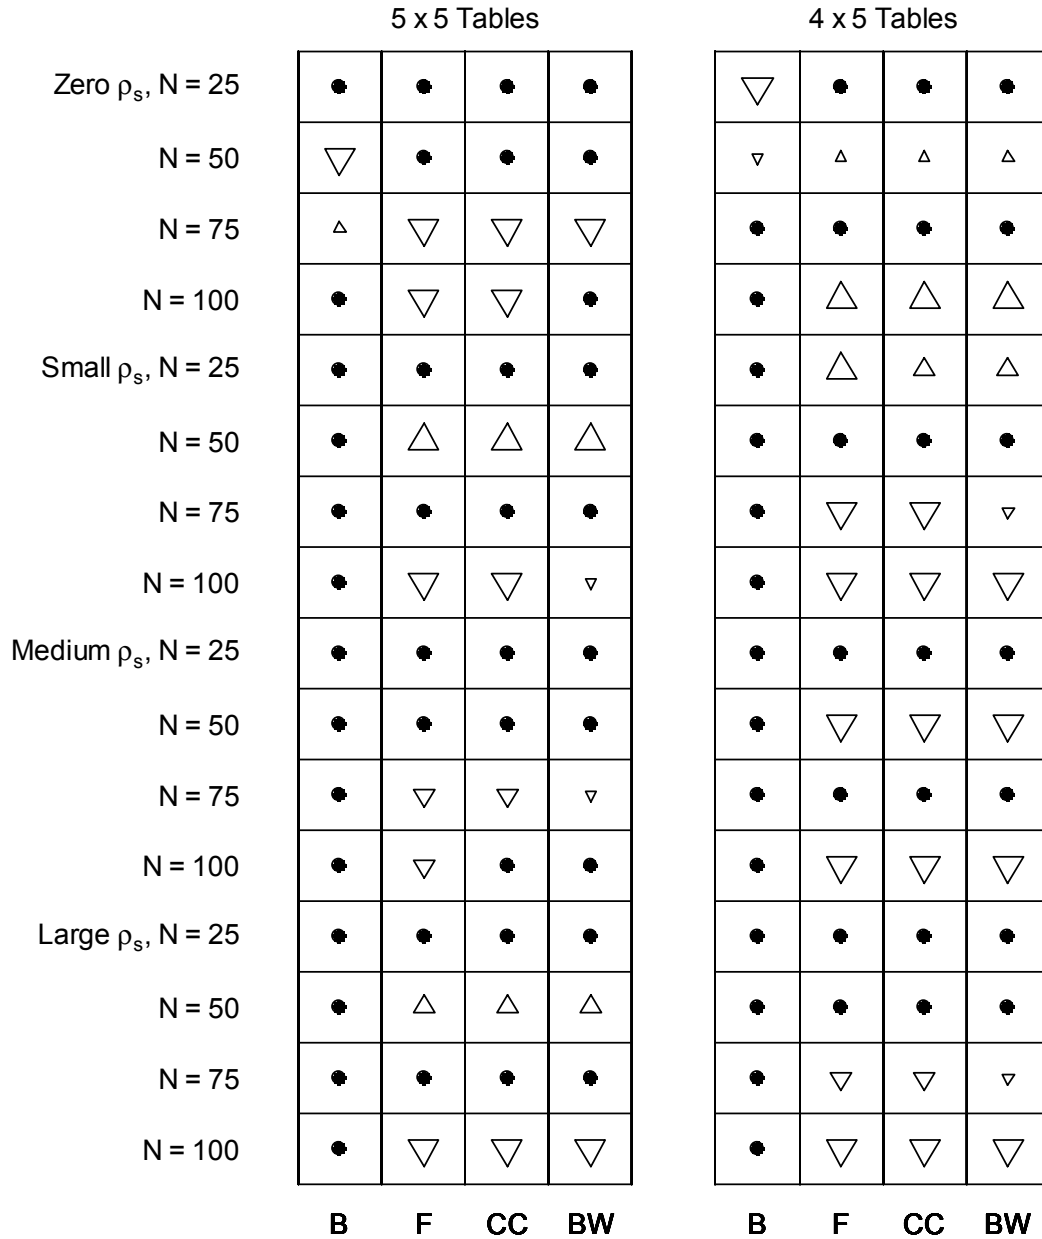 5 x 5 Tables 4 x 5 Tables
Zero ρs, N = 25
N = 50
N = 75
N = 100
Small ρs, N = 25
N = 50
N = 75
N = 100
Medium ρs, N = 25
N = 50
N = 75
N = 100
Large ρs, N = 25
N = 50
N = 75
N = 100
B F CC BW B F CC BW